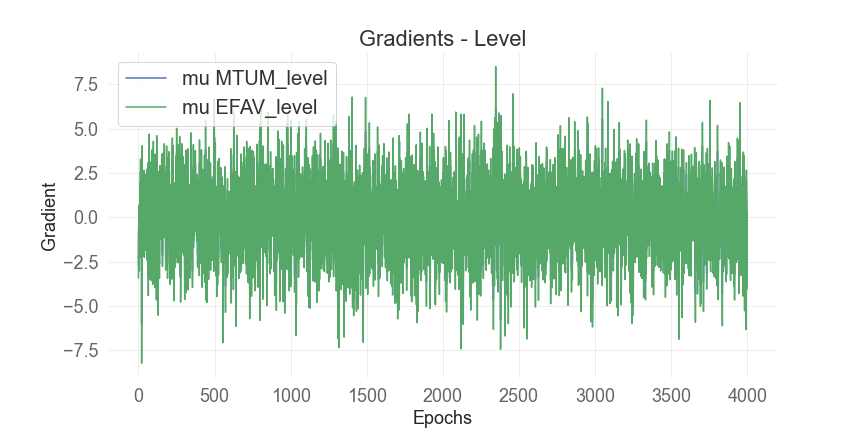 Gradients - Level
mu MTUM_level
mu EFAV_level
7.5
5.0
2.5
0.0
−2.5
−5.0
−7.5
Gradient
0 500 1000 1500 2000 2500 3000 3500 4000
Epochs